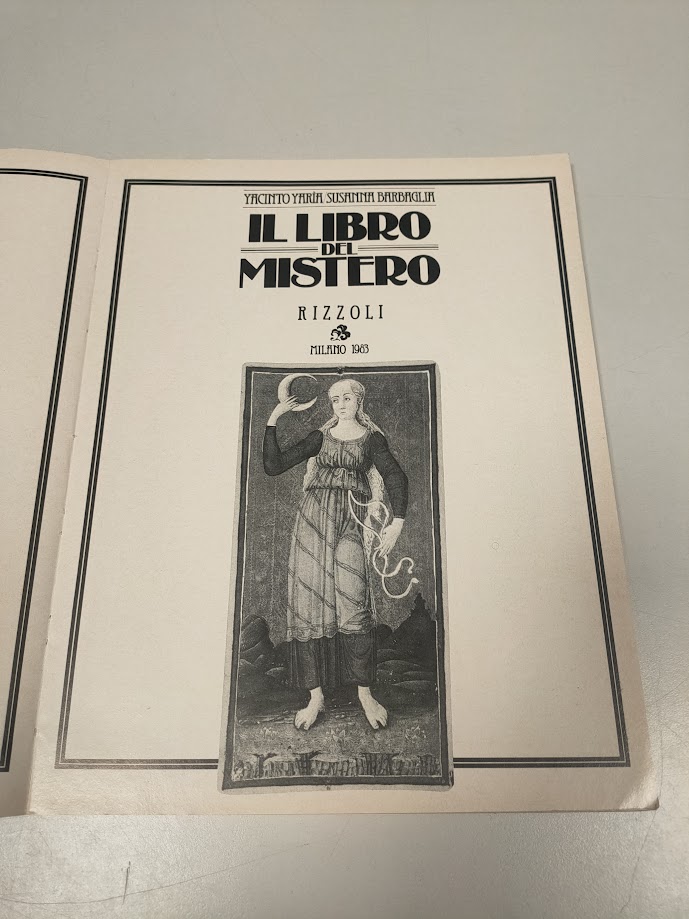 YACINTO YARÌA SUSANNA BARBAGLIA
IL LIBRO
DEL
MISTERO
RIZZOLI
MILANO 1983